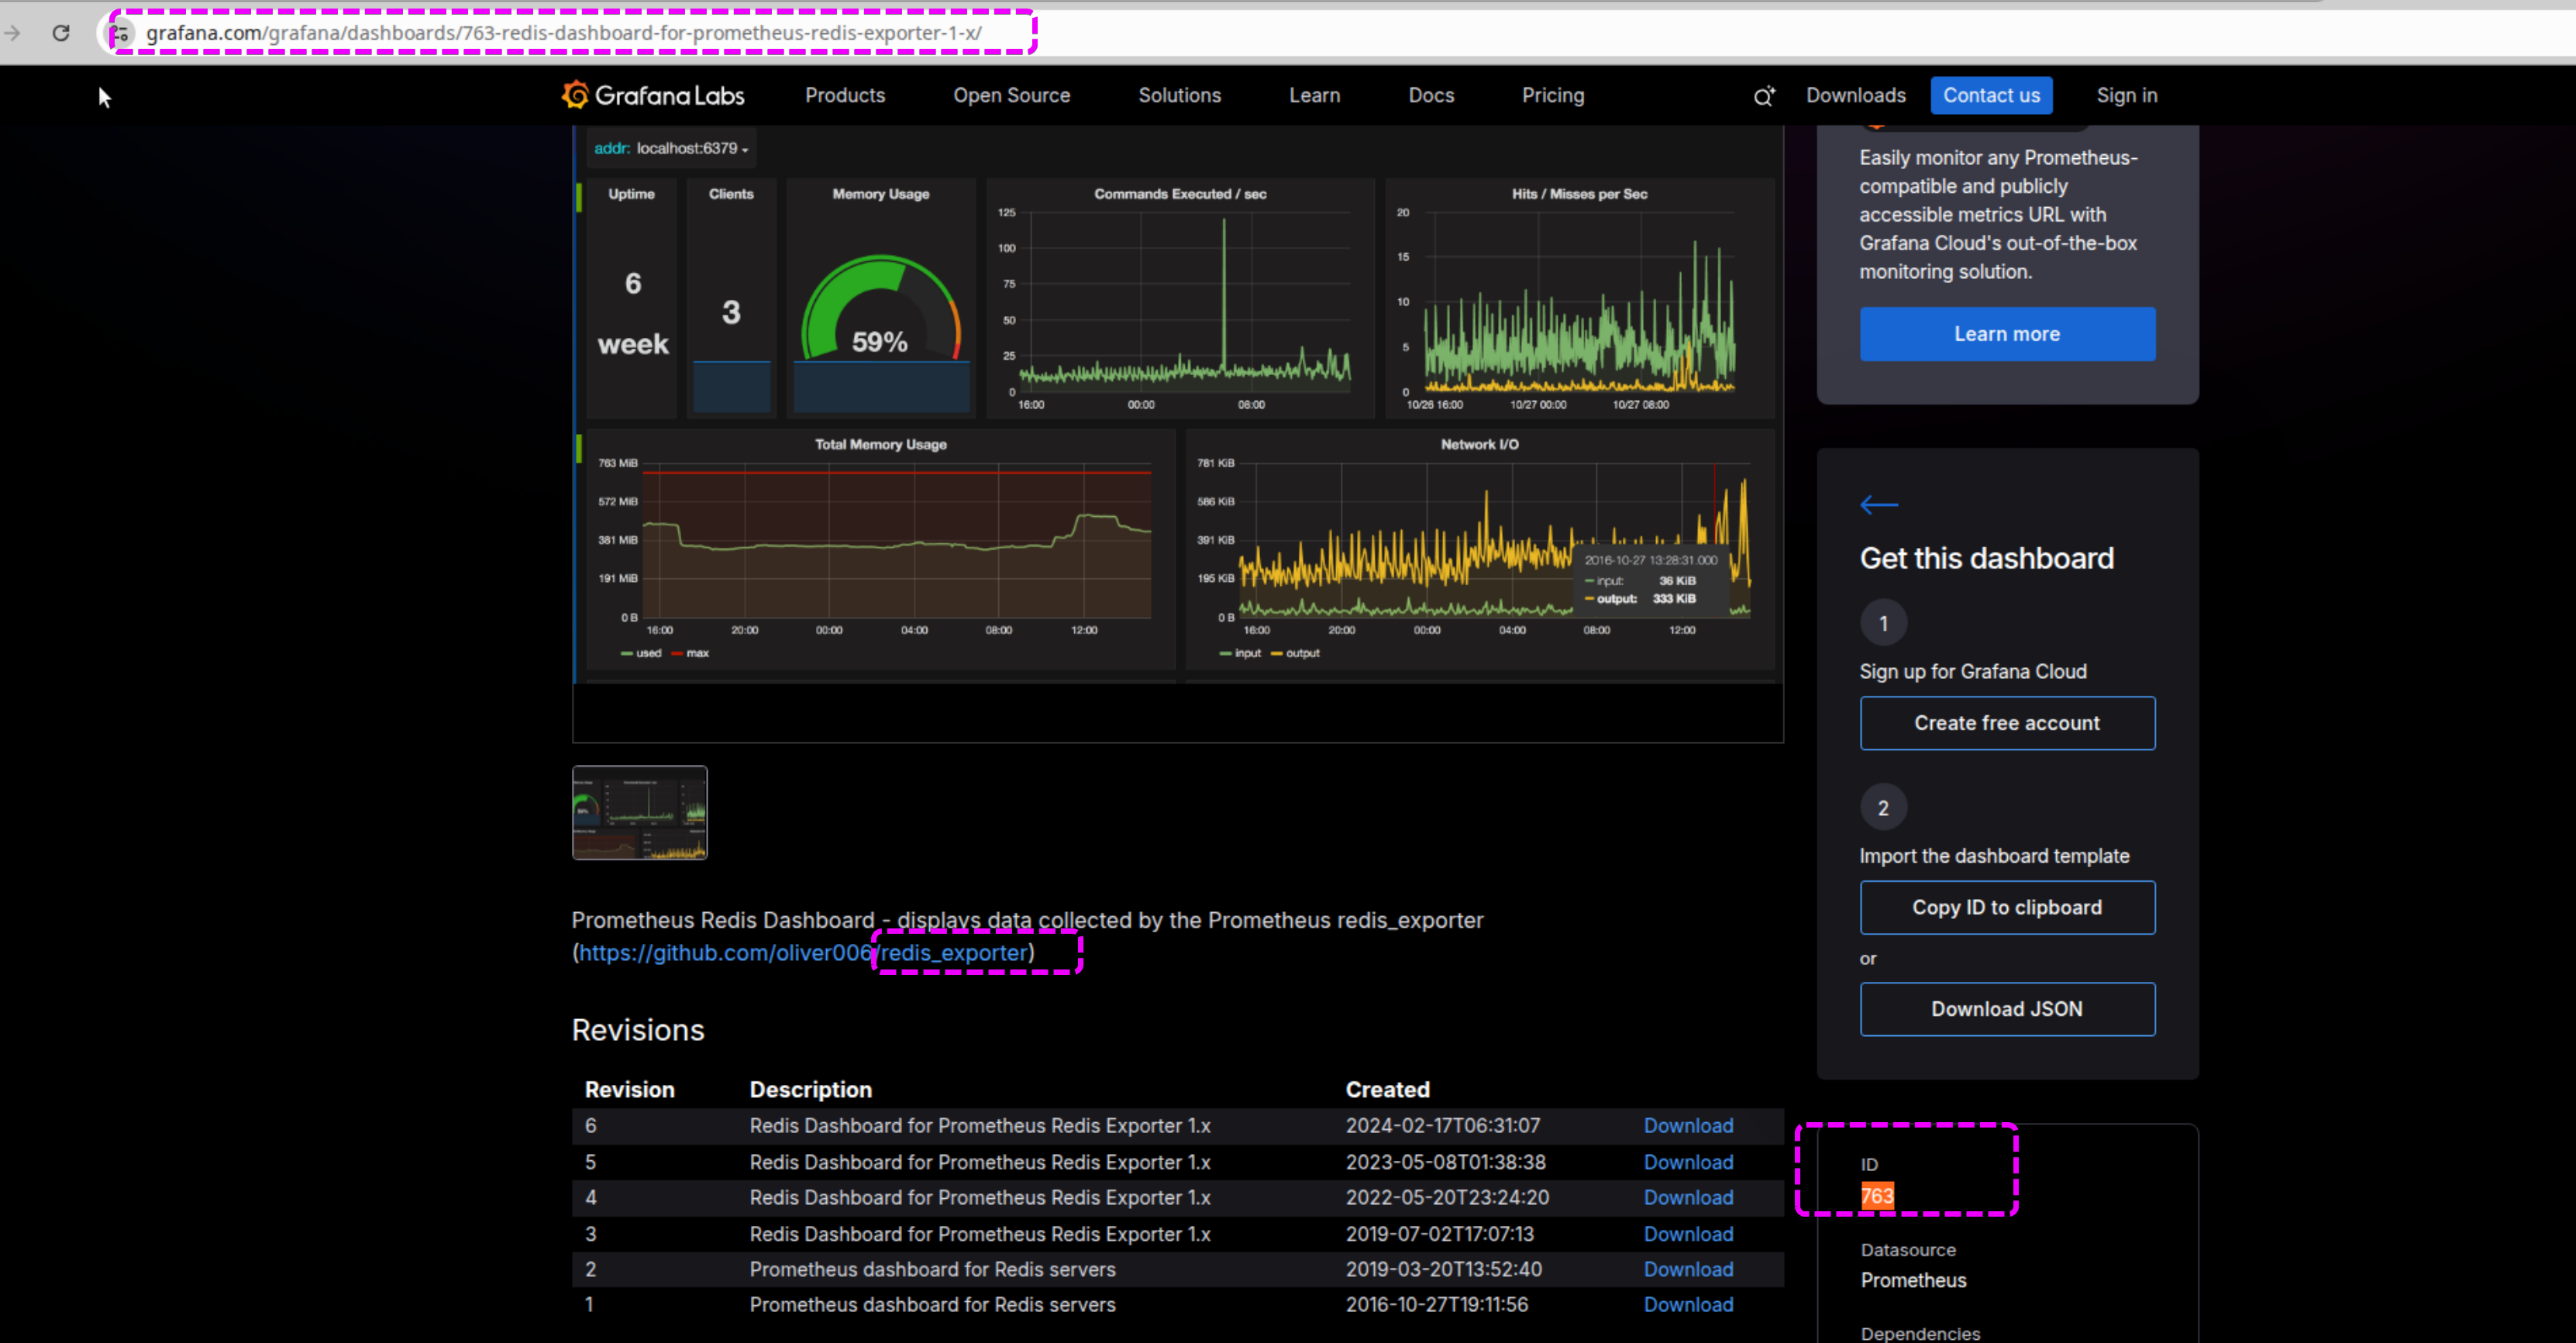 grafana.com/grafana/dashboards/763-redis-dashboard-for-prometheus-redis-exporter-1-x/
Grafana Labs Products Open Source Solutions Learn Docs Pricing Downloads Contact us Sign in
addr: localhost:6379
Uptime
6
week
Clients
3
Memory Usage
59%
Commands Executed / sec
125
100
75
50
25
0
16:00 00:00 08:00
Hits / Misses per Sec
20
15
10
5
0
10/26 16:00 10/27 00:00 10/27 08:00
Total Memory Usage
763 MiB
572 MiB
381 MiB
191 MiB
0 B
16:00 20:00 00:00 04:00 08:00 12:00
used max
Network I/O
781 KiB
586 KiB
391 KiB
195 KiB
0 B
2016-10-27 13:28:31.000
input: 36 KiB
output: 333 KiB
16:00 20:00 00:00 04:00 08:00 12:00
input output
Prometheus Redis Dashboard - displays data collected by the Prometheus redis_exporter
(https://github.com/oliver006/redis_exporter)
Revisions
Revision Description Created
6 Redis Dashboard for Prometheus Redis Exporter 1.x 2024-02-17T06:31:07 Download
5 Redis Dashboard for Prometheus Redis Exporter 1.x 2023-05-08T01:38:38 Download
4 Redis Dashboard for Prometheus Redis Exporter 1.x 2022-05-20T23:24:20 Download
3 Redis Dashboard for Prometheus Redis Exporter 1.x 2019-07-02T17:07:13 Download
2 Prometheus dashboard for Redis servers 2019-03-20T13:52:40 Download
1 Prometheus dashboard for Redis servers 2016-10-27T19:11:56 Download
Easily monitor any Prometheus-
compatible and publicly
accessible metrics URL with
Grafana Cloud's out-of-the-box
monitoring solution.
Learn more
Get this dashboard
1
Sign up for Grafana Cloud
Create free account
2
Import the dashboard template
Copy ID to clipboard
or
Download JSON
ID
763
Datasource
Prometheus
Dependencies